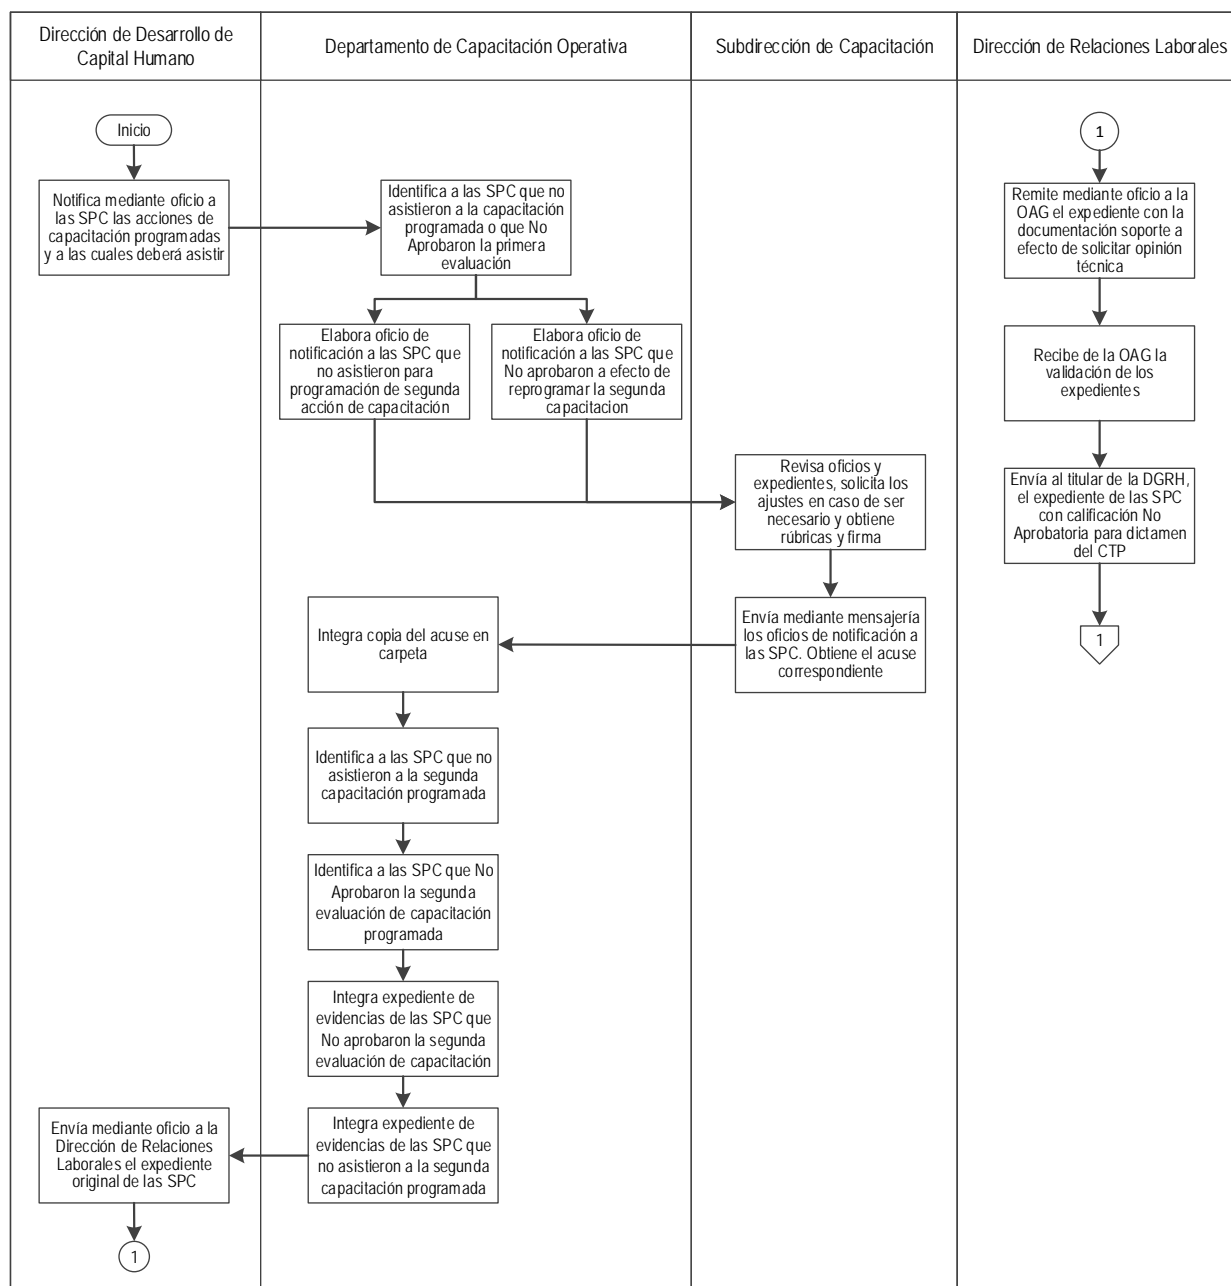 Dirección de Desarrollo de
Capital Humano
Departamento de Capacitación Operativa
Subdirección de Capacitación
Dirección de Relaciones Laborales
Inicio
Notifica mediante oficio a
las SPC las acciones de
capacitación programadas
y a las cuales deberá asistir
Identifica a las SPC que no
asistieron a la capacitación
programada o que No
Aprobaron la primera
evaluación
Elabora oficio de
notificación a las SPC que
no asistieron para
programación de segunda
acción de capacitación
Elabora oficio de
notificación a las SPC que
No aprobaron a efecto de
reprogramar la segunda
capacitacion
Revisa oficios y
expedientes, solicita los
ajustes en caso de ser
necesario y obtiene
rúbricas y firma
Envía mediante mensajería
los oficios de notificación a
las SPC. Obtiene el acuse
correspondiente
Integra copia del acuse en
carpeta
Identifica a las SPC que no
asistieron a la segunda
capacitación programada
Identifica a las SPC que No
Aprobaron la segunda
evaluación de capacitación
programada
Integra expediente de
evidencias de las SPC que
No aprobaron la segunda
evaluación de capacitación
Integra expediente de
evidencias de las SPC que
no asistieron a la segunda
capacitación programada
Envía mediante oficio a la
Dirección de Relaciones
Laborales el expediente
original de las SPC
1
1
Remite mediante oficio a la
OAG el expediente con la
documentación soporte a
efecto de solicitar opinión
técnica
Recibe de la OAG la
validación de los
expedientes
Envía al titular de la DGRH,
el expediente de las SPC
con calificación No
Aprobatoria para dictamen
del CTP
1